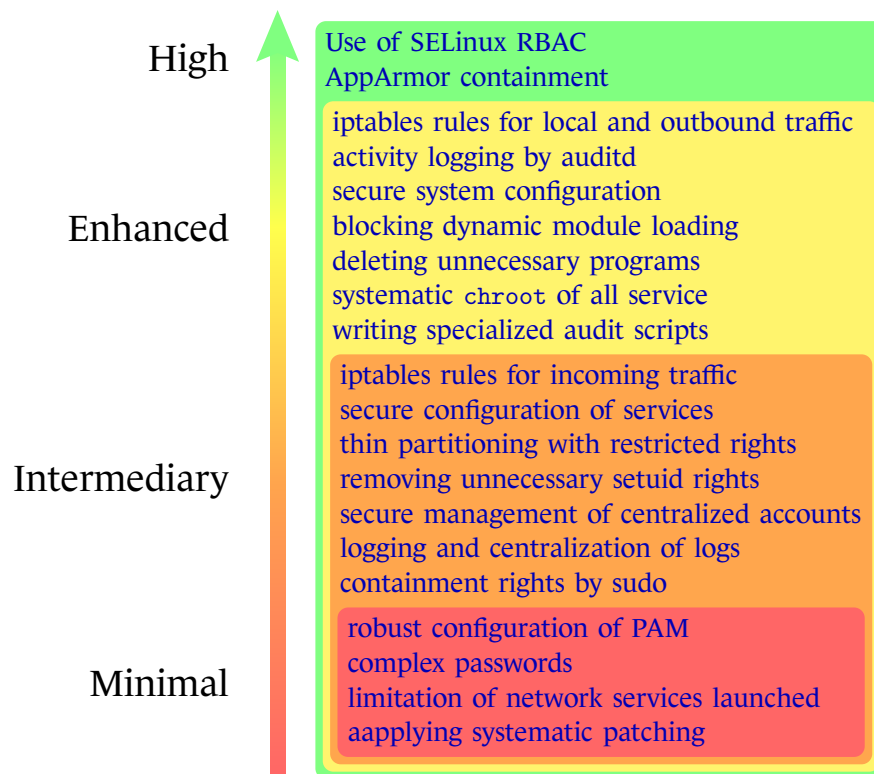 High
Use of SELinux RBAC
AppArmor containment
Enhanced
iptables rules for local and outbound traffic
activity logging by auditd
secure system configuration
blocking dynamic module loading
deleting unnecessary programs
systematic chroot of all service
writing specialized audit scripts
Intermediary
iptables rules for incoming traffic
secure configuration of services
thin partitioning with restricted rights
removing unnecessary setuid rights
secure management of centralized accounts
logging and centralization of logs
containment rights by sudo
Minimal
robust configuration of PAM
complex passwords
limitation of network services launched
aapplying systematic patching